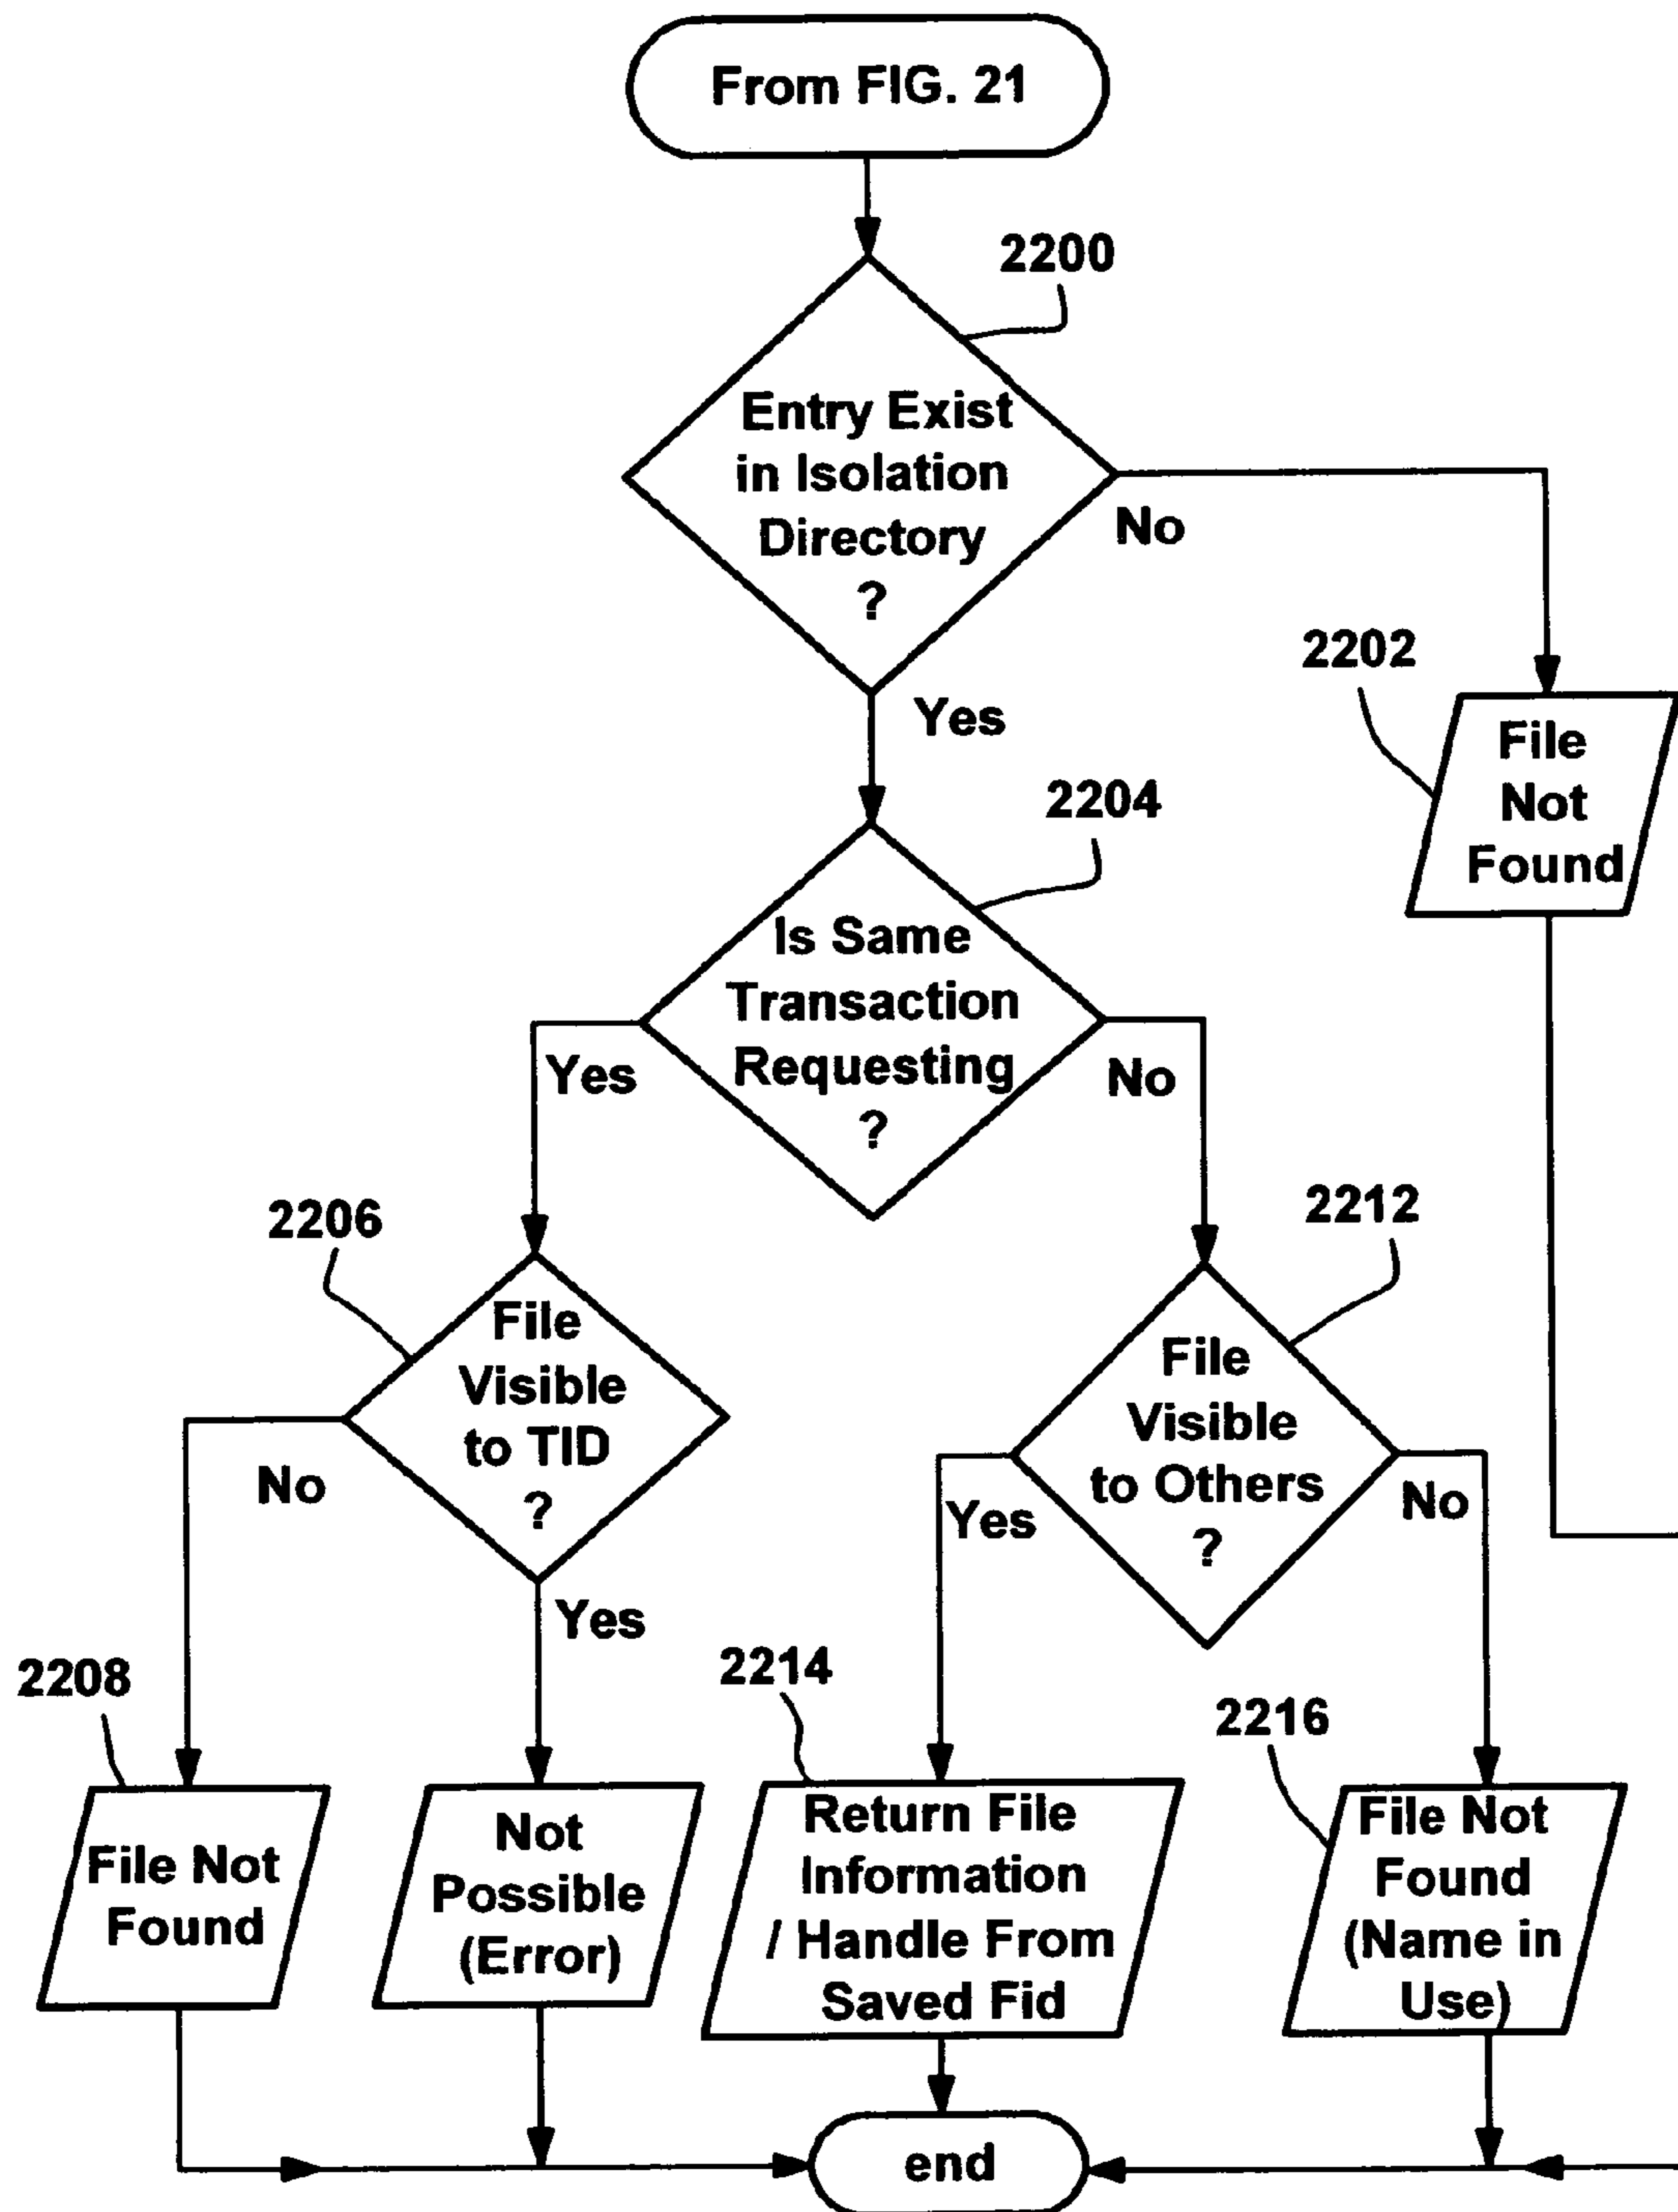 From FIG. 21
2200
Entry Exist
in Isolation
Directory
?
No
Yes
2202
File
Not
Found
2204
Is Same
Transaction
Requesting
?
Yes
No
2206
File
Visible
to TID
?
No
Yes
2212
File
Visible
to Others
?
Yes
No
2208
File Not
Found
Not
Possible
(Error)
2214
Return File
Information
/ Handle From
Saved Fid
2216
File Not
Found
(Name in
Use)
end